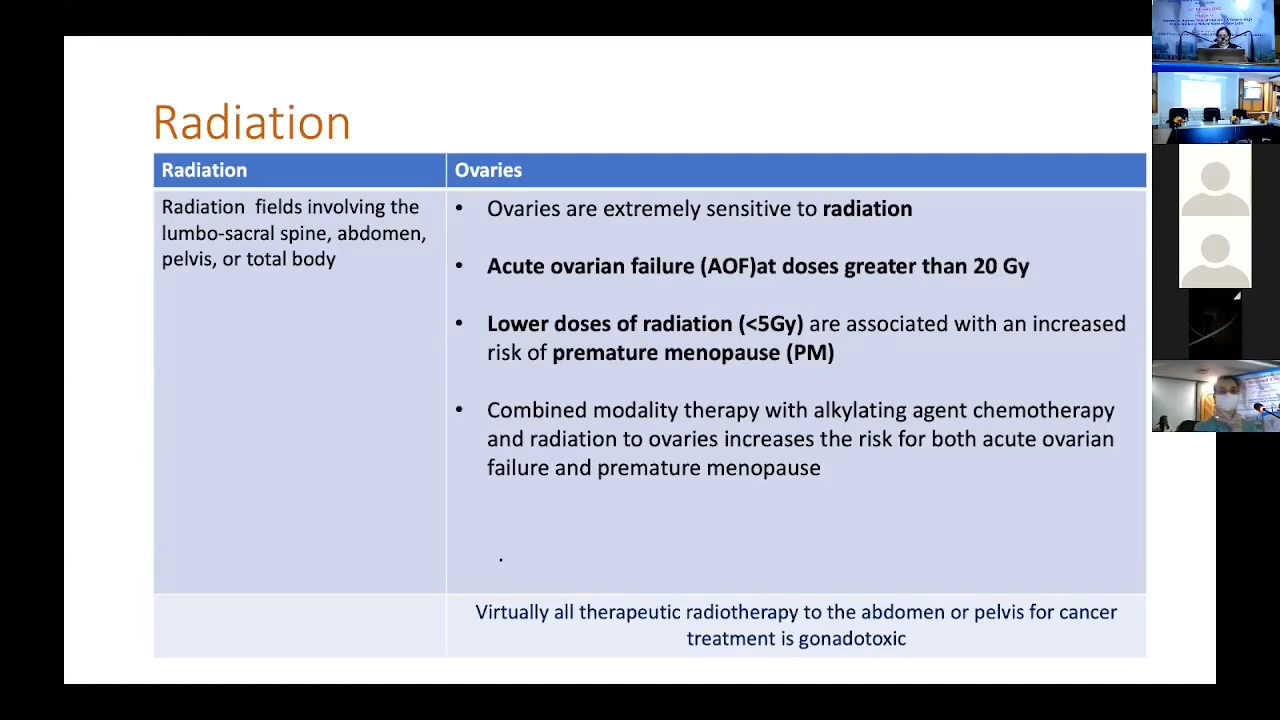 Radiation
Radiation
Ovaries
Radiation fields involving the
lumbo-sacral spine, abdomen,
pelvis, or total body
• Ovaries are extremely sensitive to radiation
• Acute ovarian failure (AOF)at doses greater than 20 Gy
• Lower doses of radiation (<5Gy) are associated with an increased
risk of premature menopause (PM)
• Combined modality therapy with alkylating agent chemotherapy
and radiation to ovaries increases the risk for both acute ovarian
failure and premature menopause
.
Virtually all therapeutic radiotherapy to the abdomen or pelvis for cancer
treatment is gonadotoxic